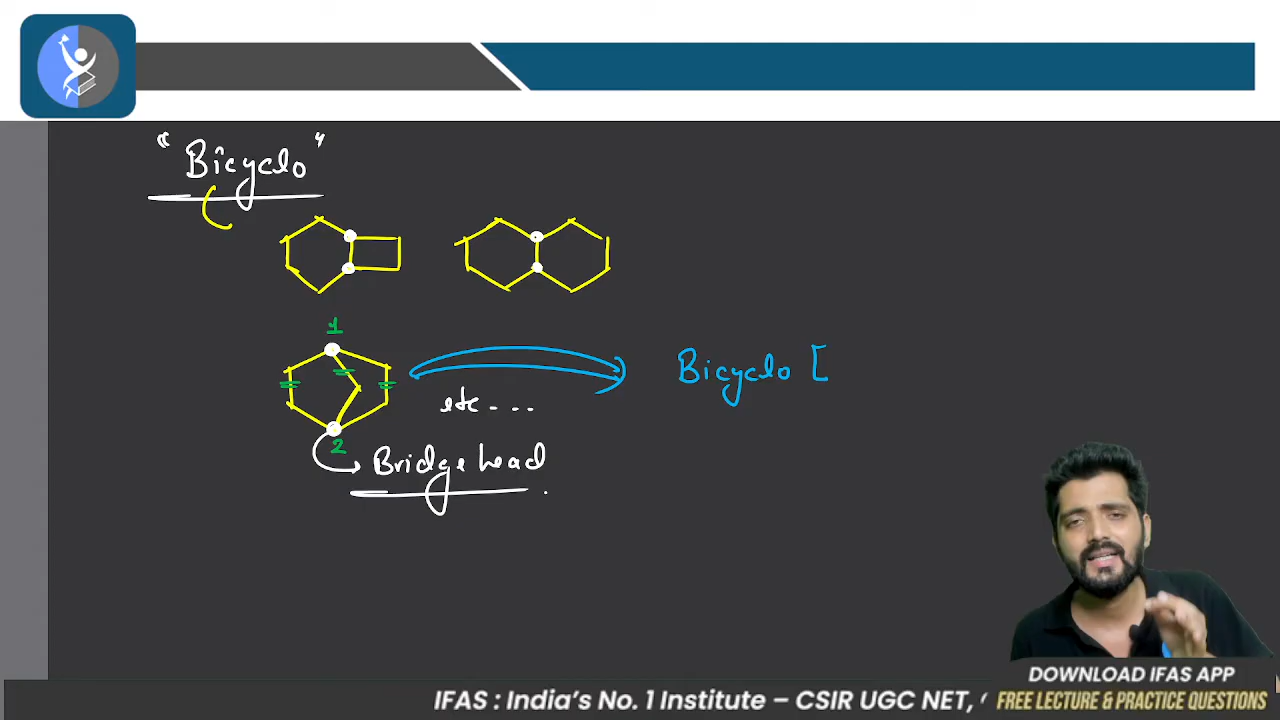 “Bicyclo”
1
Bicyclo [
etc....
2
Bridge head
DOWNLOAD IFAS APP
IFAS : India's No. 1 Institute – CSIR UGC NET,
FREE LECTURE & PRACTICE QUESTIONS